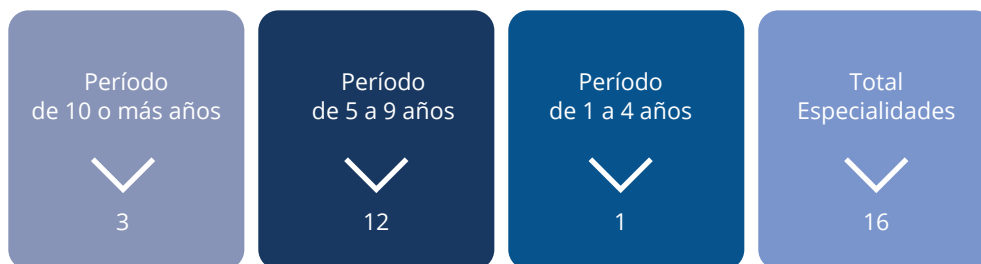 Período
de 10 o más años
3
Período
de 5 a 9 años
12
Período
de 1 a 4 años
1
Total
Especialidades
16